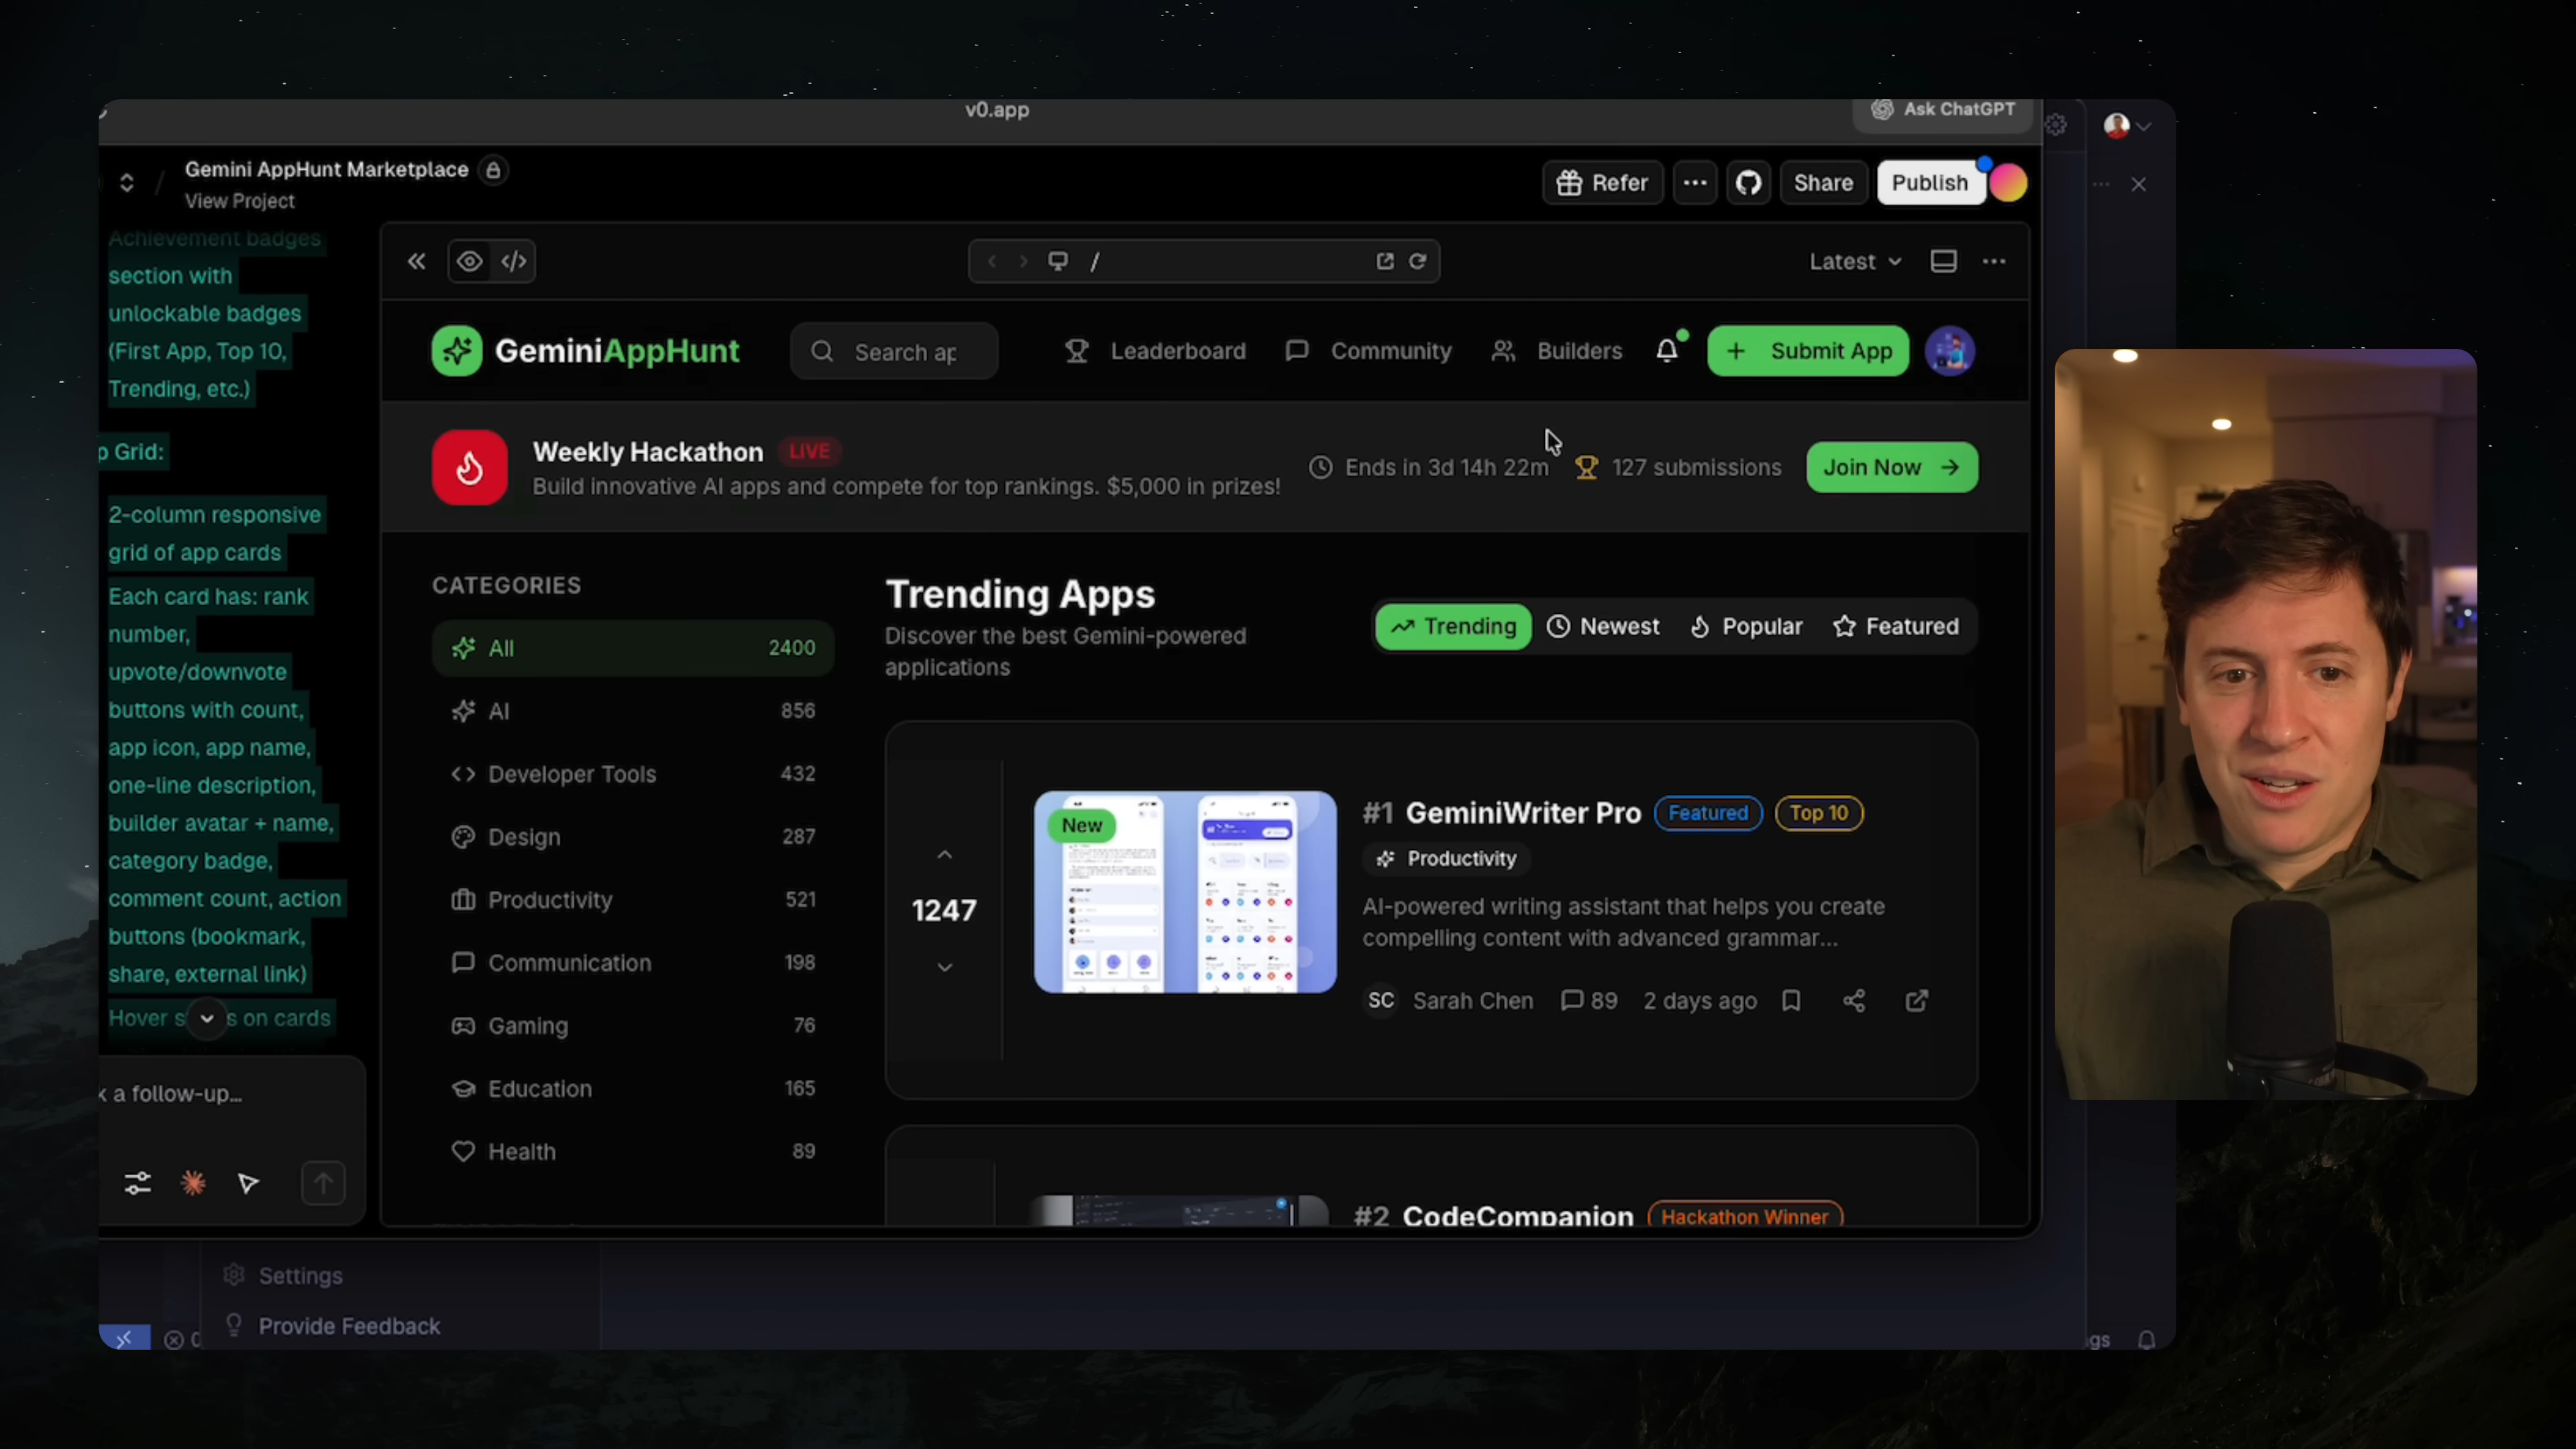 v0.app
Ask ChatGPT
Gemini AppHunt Marketplace
View Project
Refer
Share
Publish
Achievement badges
section with
unlockable badges
(First App, Top 10,
Trending, etc.)
p Grid:
2-column responsive
grid of app cards
Each card has: rank
number,
upvote/downvote
buttons with count,
app icon, app name,
one-line description,
builder avatar + name,
category badge,
comment count, action
buttons (bookmark,
share, external link)
Hover s s on cards
k a follow-up...
/
Latest
GeminiAppHunt
Search ap
Leaderboard
Community
Builders
+ Submit App
Weekly Hackathon LIVE
Build innovative AI apps and compete for top rankings. $5,000 in prizes!
Ends in 3d 14h 22m
127 submissions
Join Now
CATEGORIES
All 2400
AI 856
Developer Tools 432
Design 287
Productivity 521
Communication 198
Gaming 76
Education 165
Health 89
Trending Apps
Discover the best Gemini-powered
applications
Trending
Newest
Popular
Featured
1247
New
#1 GeminiWriter Pro Featured Top 10
Productivity
AI-powered writing assistant that helps you create
compelling content with advanced grammar...
SC Sarah Chen 89 2 days ago
#2 CodeCompanion Hackathon Winner
Settings
Provide Feedback
0
gs